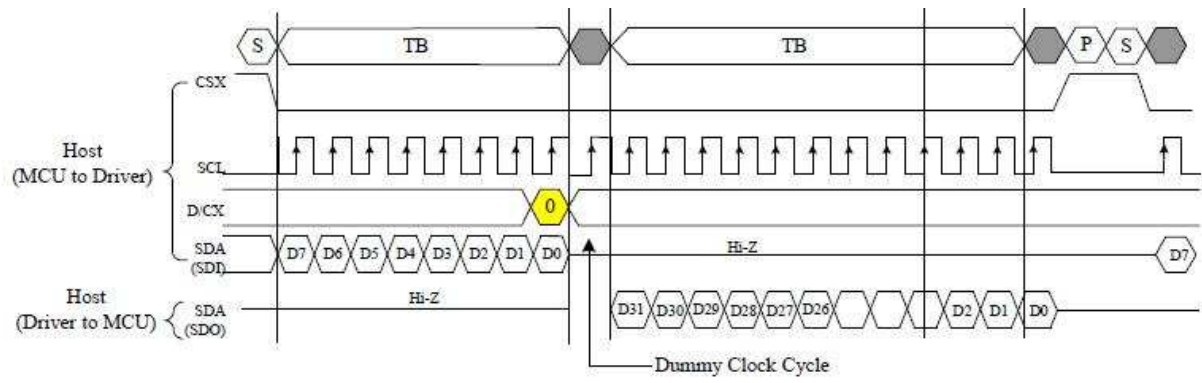 S TB TB P S
CSX
Host
(MCU to Driver)
SCL
D/CX 0
SDA
(SDI)
D7 D6 D5 D4 D3 D2 D1 D0 Hi-Z D7
Host
(Driver to MCU)
SDA
(SDO)
Hi-Z D31 D30 D29 D28 D27 D26 D2 D1 D0
Dummy Clock Cycle